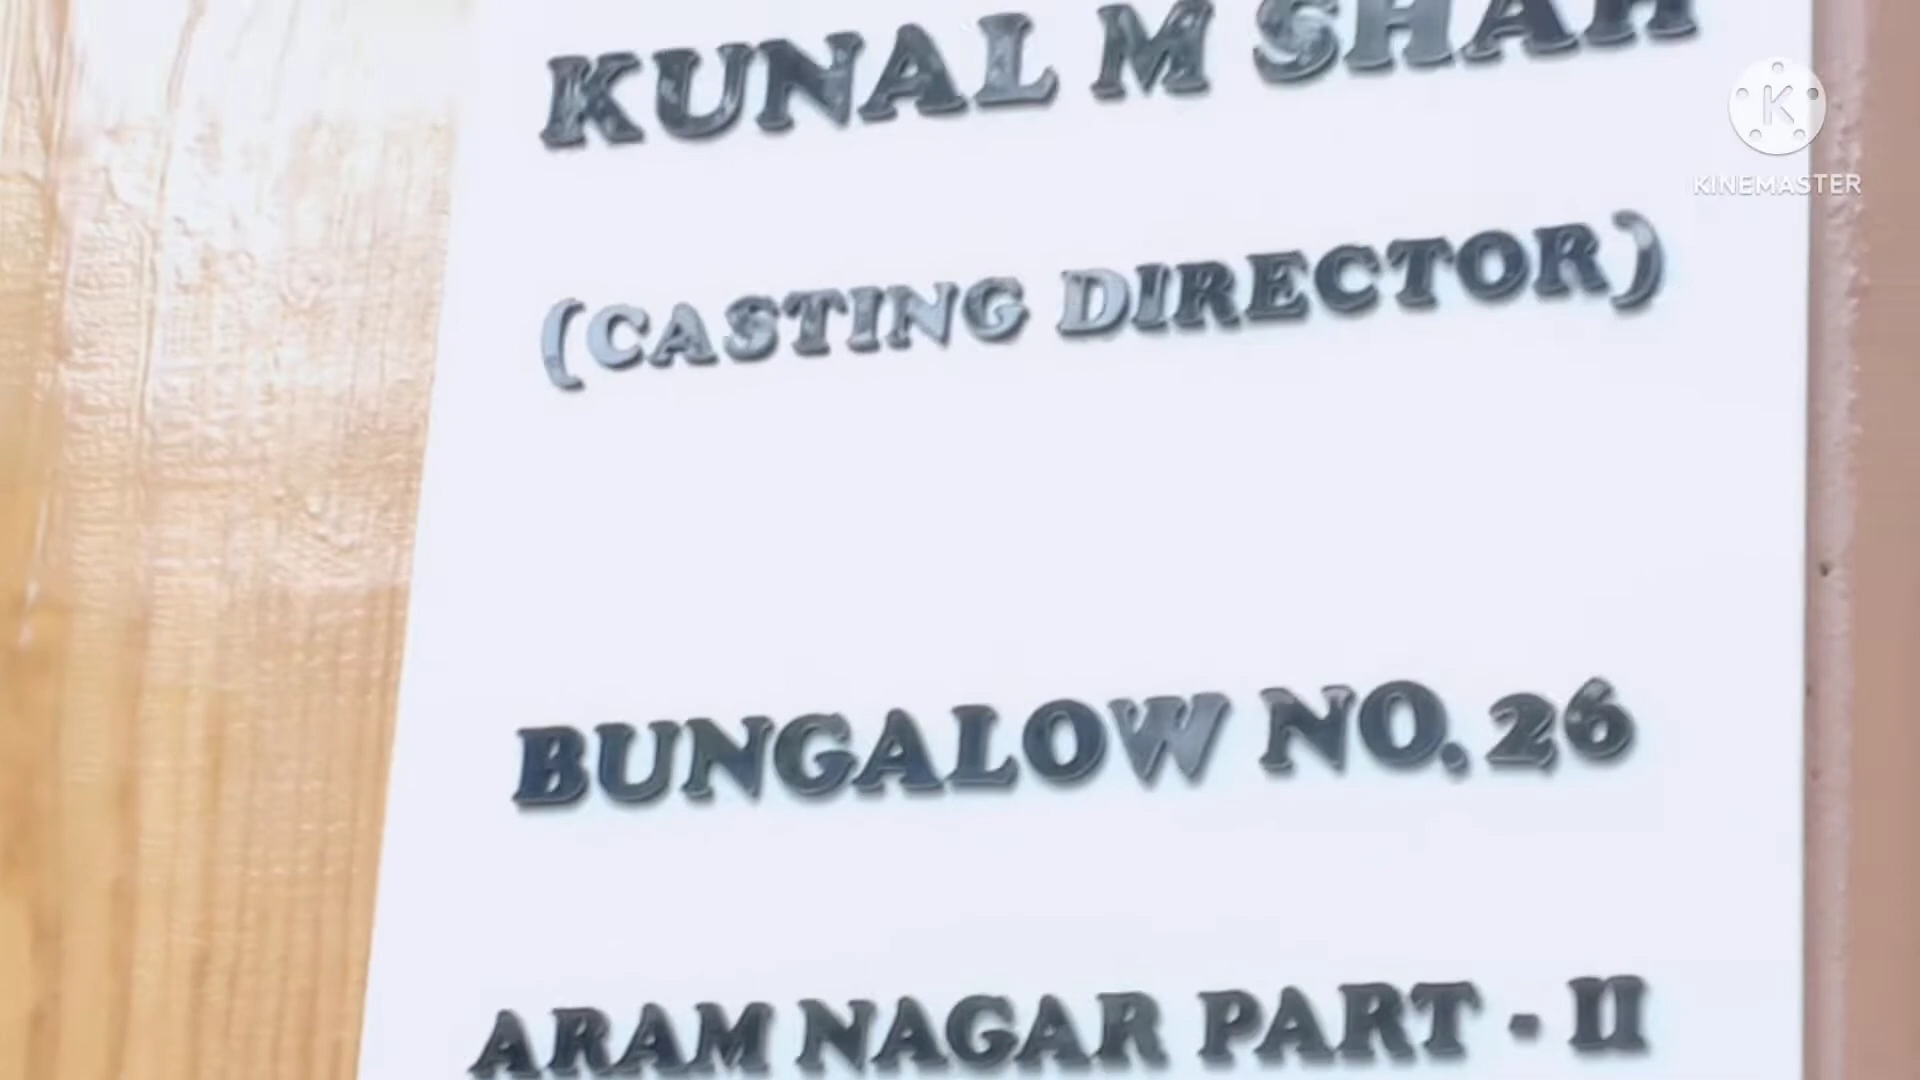 KUNAL M SHAH
(CASTING DIRECTOR)
BUNGALOW NO. 26
ARAM NAGAR PART - II
K
KINEMASTER